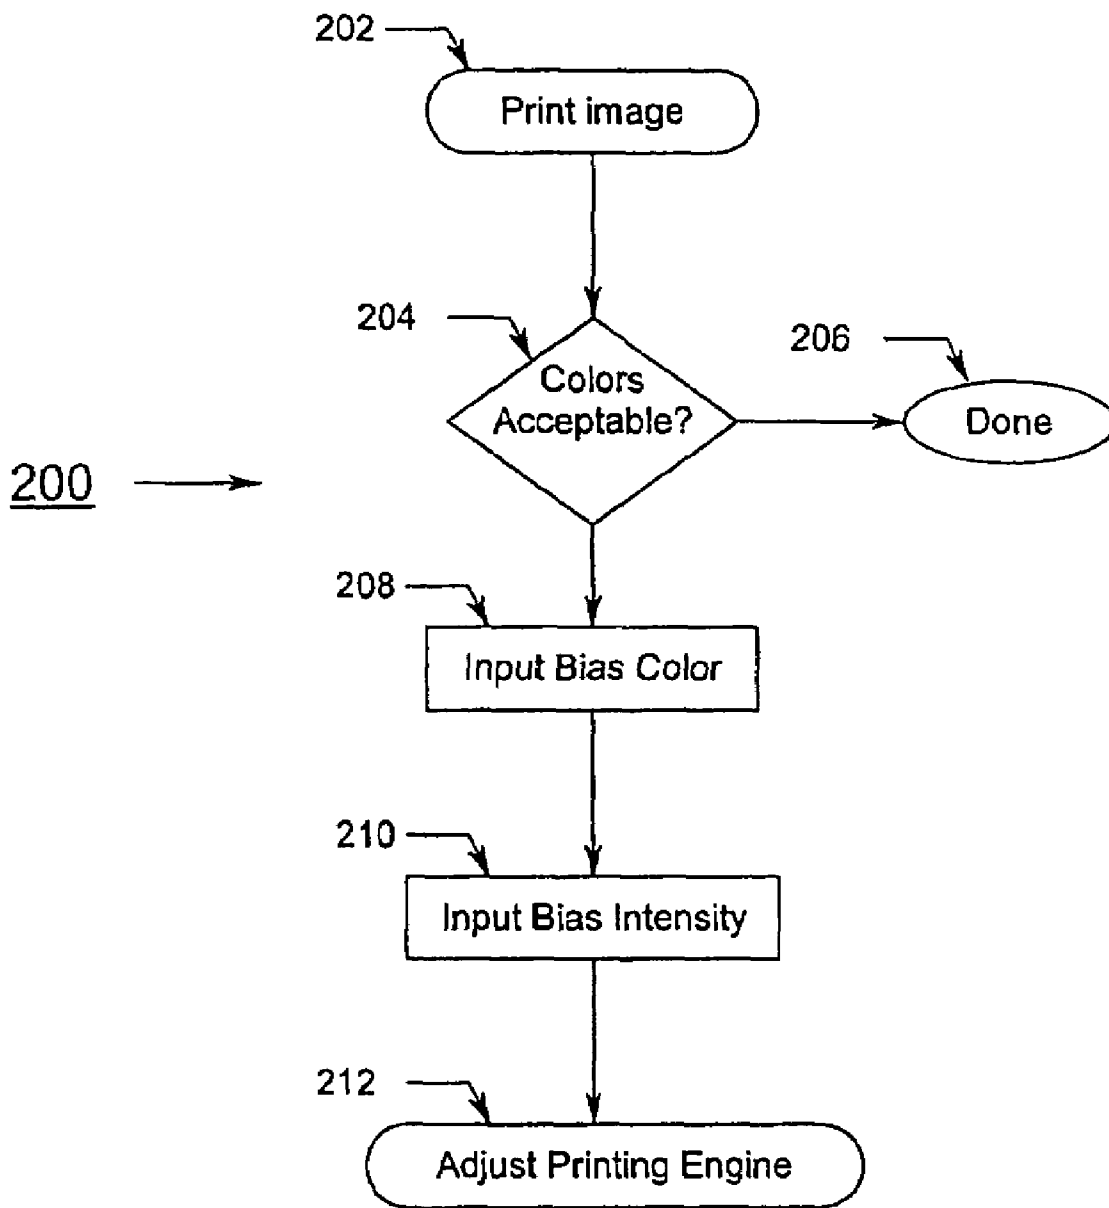 202
Print image
204
Colors
Acceptable?
206
Done
200
208
Input Bias Color
210
Input Bias Intensity
212
Adjust Printing Engine